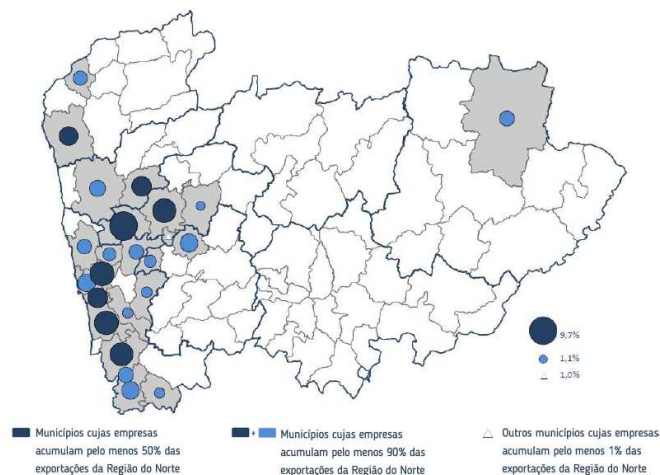 9,7%
1,1%
1,0%
Municípios cujas empresas
acumulam pelo menos 50% das
exportações da Região do Norte
+
Municípios cujas empresas
acumulam pelo menos 90% das
exportações da Região do Norte
Outros municípios cujas empresas
acumulam pelo menos 1% das
exportações da Região do Norte